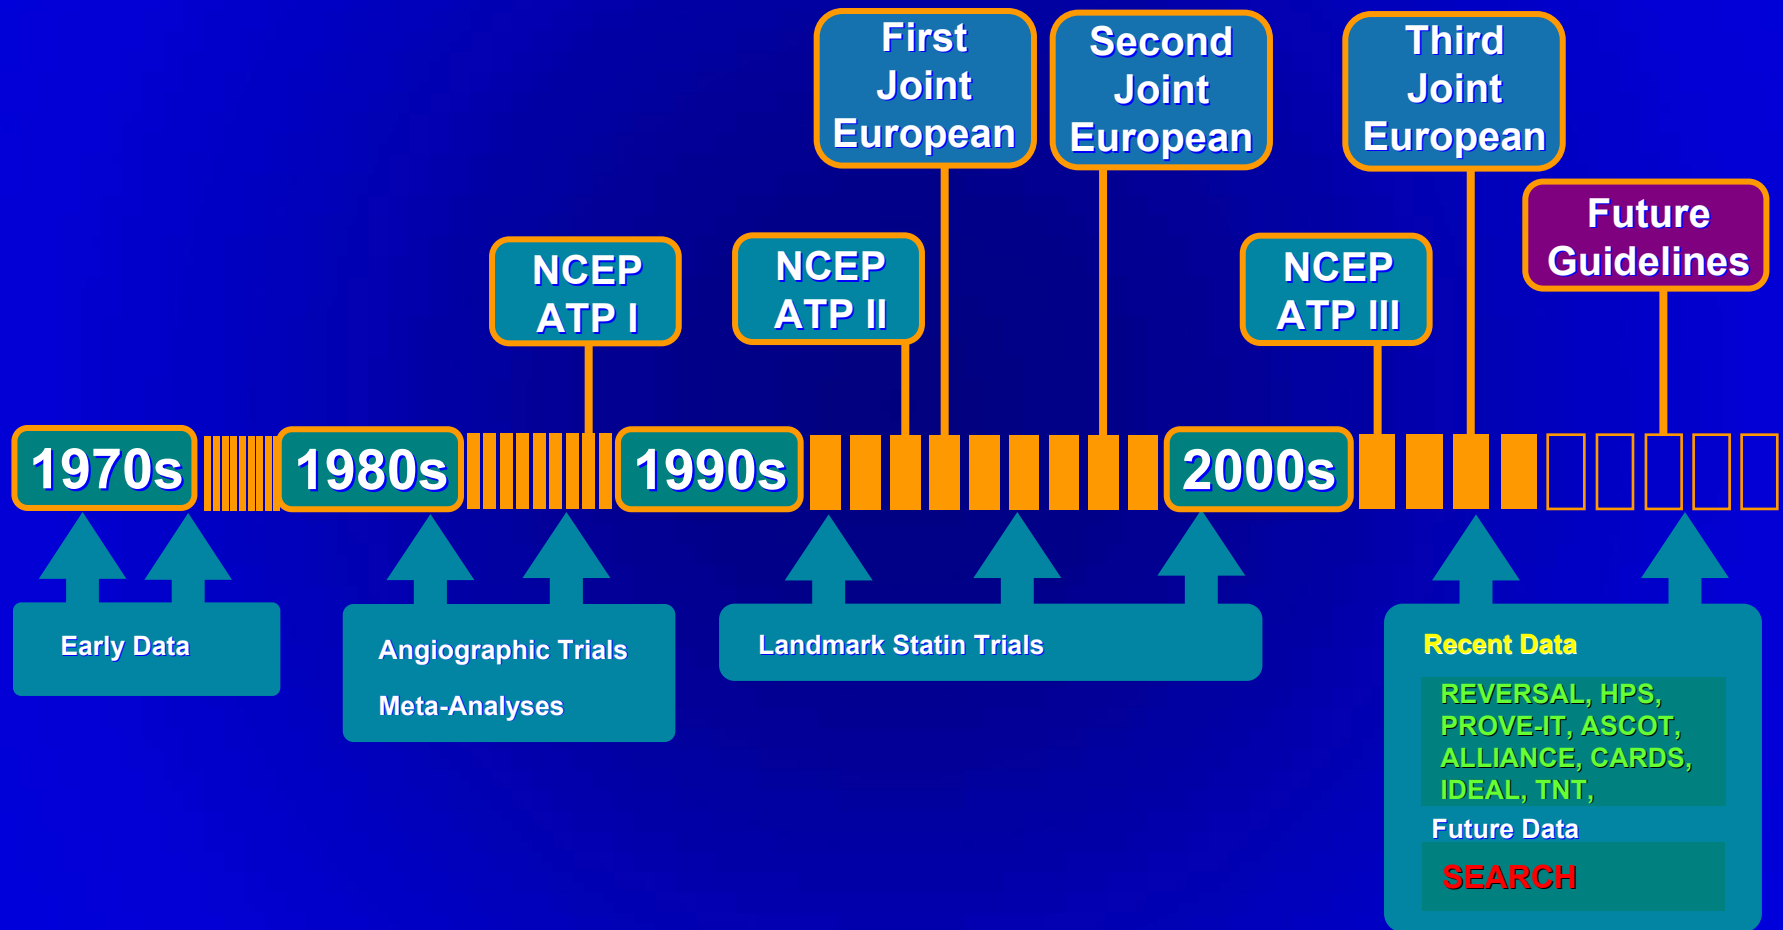 First
Joint
European
Second
Joint
European
Third
Joint
European
Future
Guidelines
NCEP
ATP I
NCEP
ATP II
NCEP
ATP III
1970s
1980s
1990s
2000s
Early Data
Angiographic Trials
Meta-Analyses
Landmark Statin Trials
Recent Data
REVERSAL, HPS,
PROVE-IT, ASCOT,
ALLIANCE, CARDS,
IDEAL, TNT,
Future Data
SEARCH